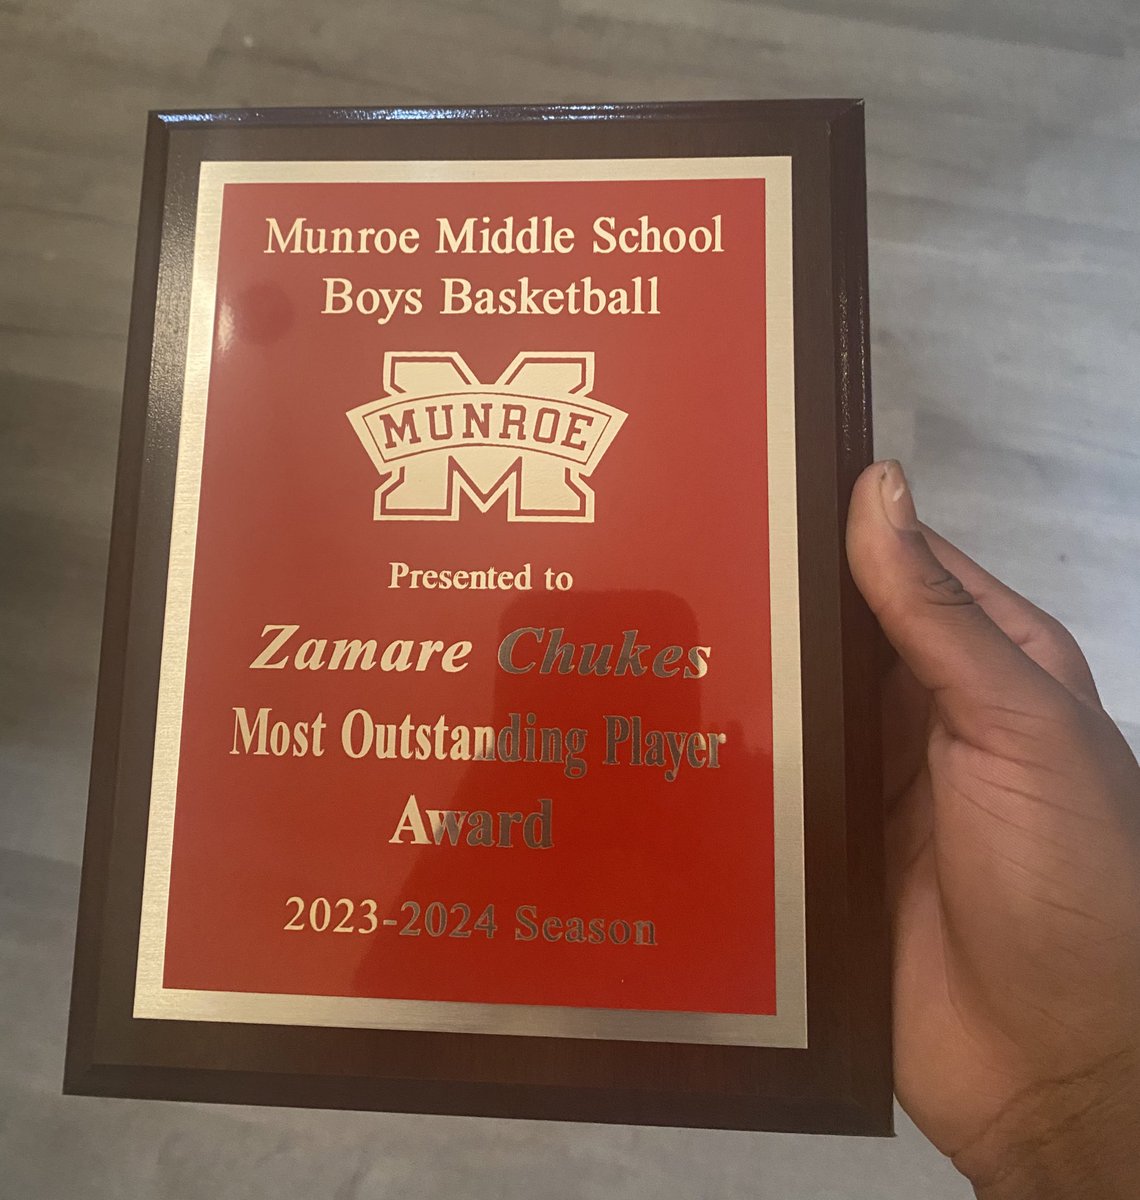 Munroe Middle School
Boys Basketball
MUNROE
Presented to
Zamare Chukes
Most Outstanding Player
Award
2023-2024 Season